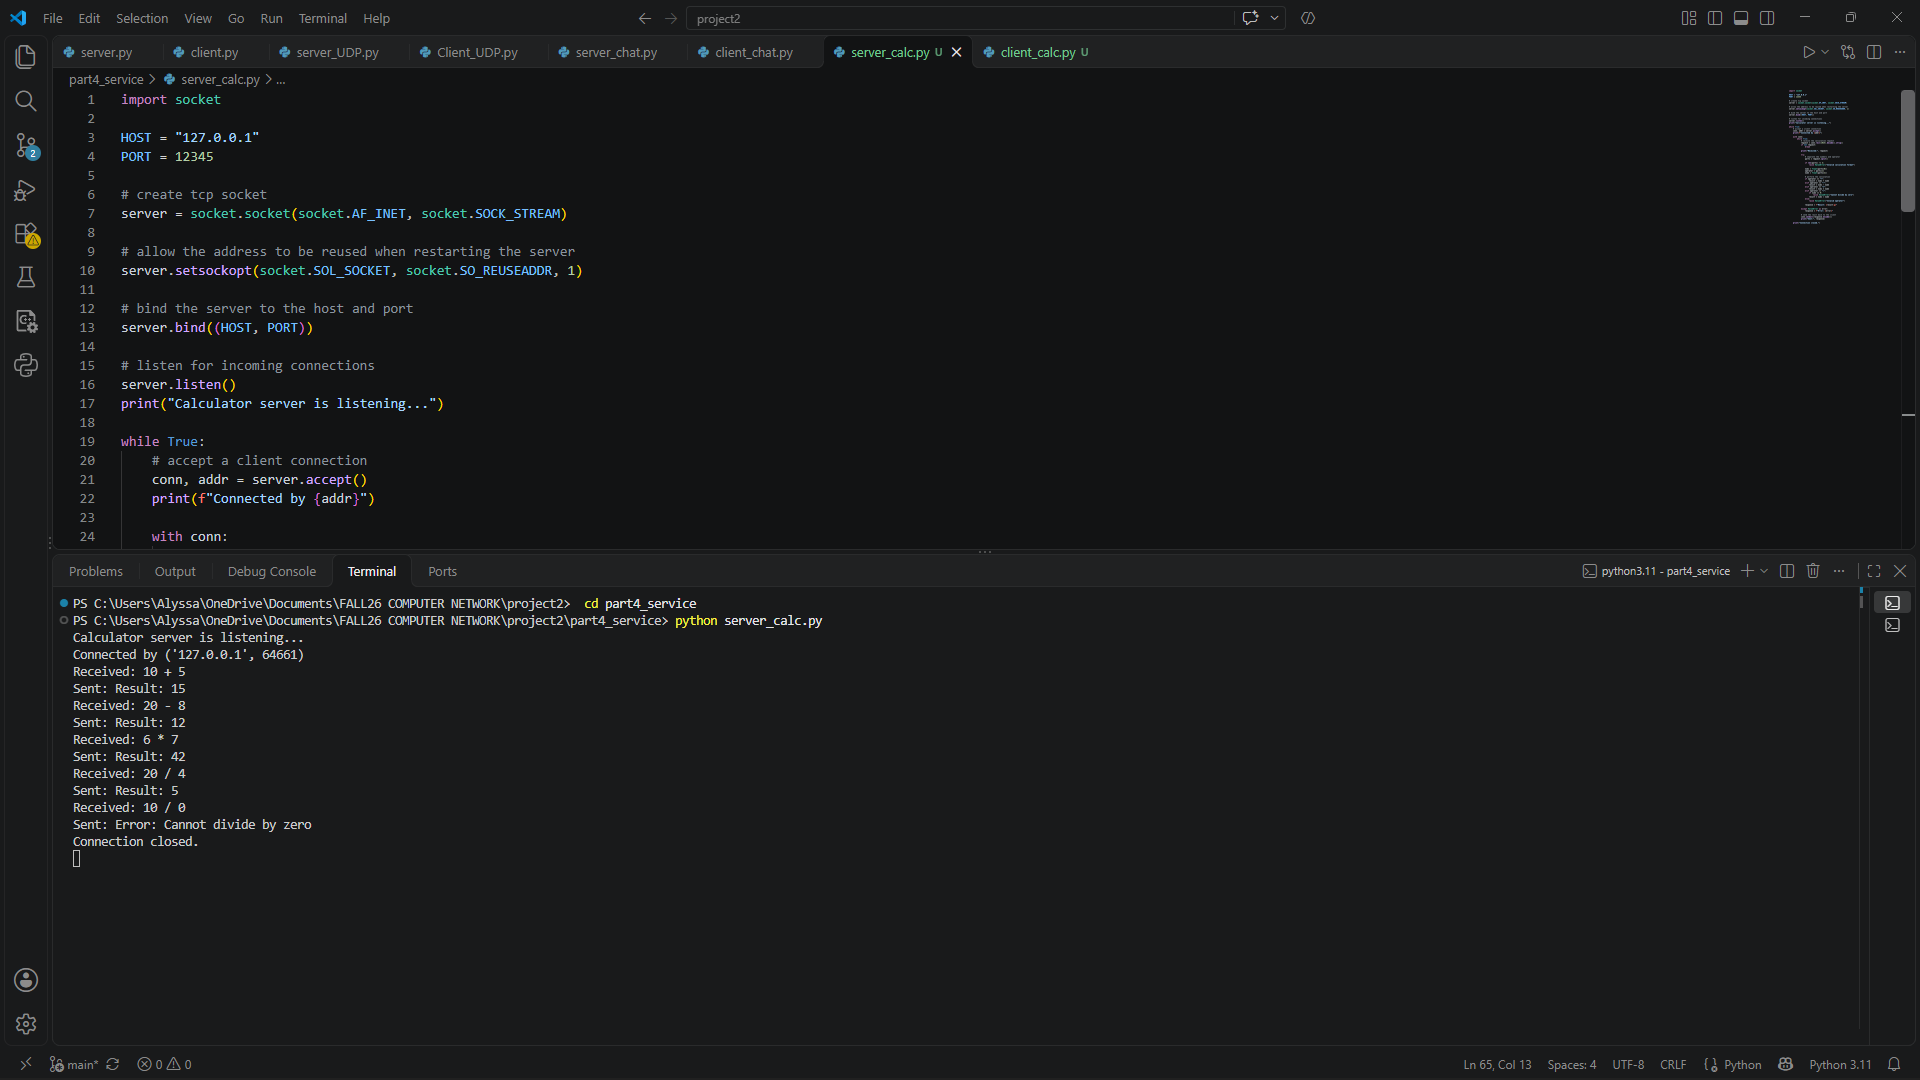 File Edit Selection View Go Run Terminal Help
project2
server.py client.py server_UDP.py Client_UDP.py server_chat.py client_chat.py server_calc.py U client_calc.py U
part4_service > server_calc.py > ...
1 import socket
2
3 HOST = "127.0.0.1"
4 PORT = 12345
5
6 # create tcp socket
7 server = socket.socket(socket.AF_INET, socket.SOCK_STREAM)
8
9 # allow the address to be reused when restarting the server
10 server.setsockopt(socket.SOL_SOCKET, socket.SO_REUSEADDR, 1)
11
12 # bind the server to the host and port
13 server.bind((HOST, PORT))
14
15 # listen for incoming connections
16 server.listen()
17 print("Calculator server is listening...")
18
19 while True:
20 # accept a client connection
21 conn, addr = server.accept()
22 print(f"Connected by {addr}")
23
24 with conn:
Problems Output Debug Console Terminal Ports
python3.11 - part4_service
PS C:\Users\Alyssa\OneDrive\Documents\FALL26 COMPUTER NETWORK\project2> cd part4_service
PS C:\Users\Alyssa\OneDrive\Documents\FALL26 COMPUTER NETWORK\project2\part4_service> python server_calc.py
Calculator server is listening...
Connected by ('127.0.0.1', 64661)
Received: 10 + 5
Sent: Result: 15
Received: 20 - 8
Sent: Result: 12
Received: 6 * 7
Sent: Result: 42
Received: 20 / 4
Sent: Result: 5
Received: 10 / 0
Sent: Error: Cannot divide by zero
Connection closed.
2
main* 0 0
Ln 65, Col 13 Spaces: 4 UTF-8 CRLF Python Python 3.11